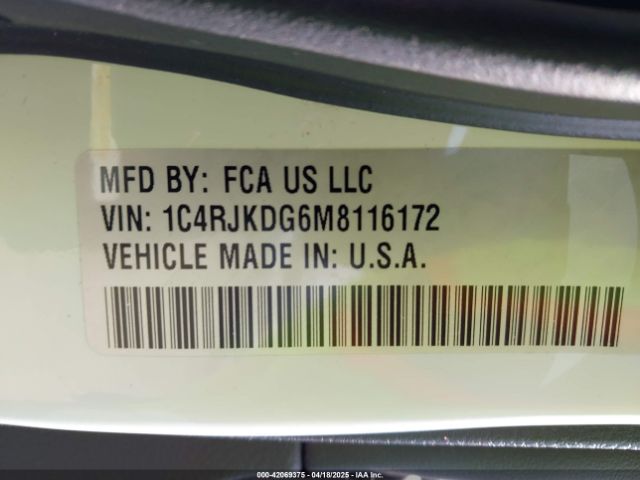 MFD BY: FCA US LLC
VIN: 1C4RJKDG6M8116172
VEHICLE MADE IN: U.S.A.
000-42069375 - 04/18/2025 - IAA Inc.